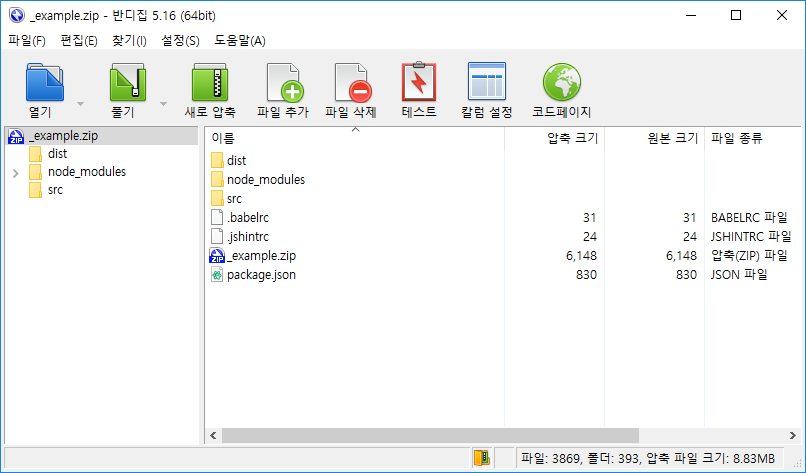 _example.zip - 반디집 5.16 (64bit)
파일(F) 편집(E) 찾기(I) 설정(S) 도움말(A)
열기 풀기 새로 압축 파일 추가 파일 삭제 테스트 칼럼 설정 코드페이지
_example.zip
dist
node_modules
src
이름 압축 크기 원본 크기 파일 종류
dist
node_modules
src
.babelrc 31 31 BABELRC 파일
.jshintrc 24 24 JSHINTRC 파일
_example.zip 6,148 6,148 압축(ZIP) 파일
package.json 830 830 JSON 파일
파일: 3869, 폴더: 393, 압축 파일 크기: 8.83MB